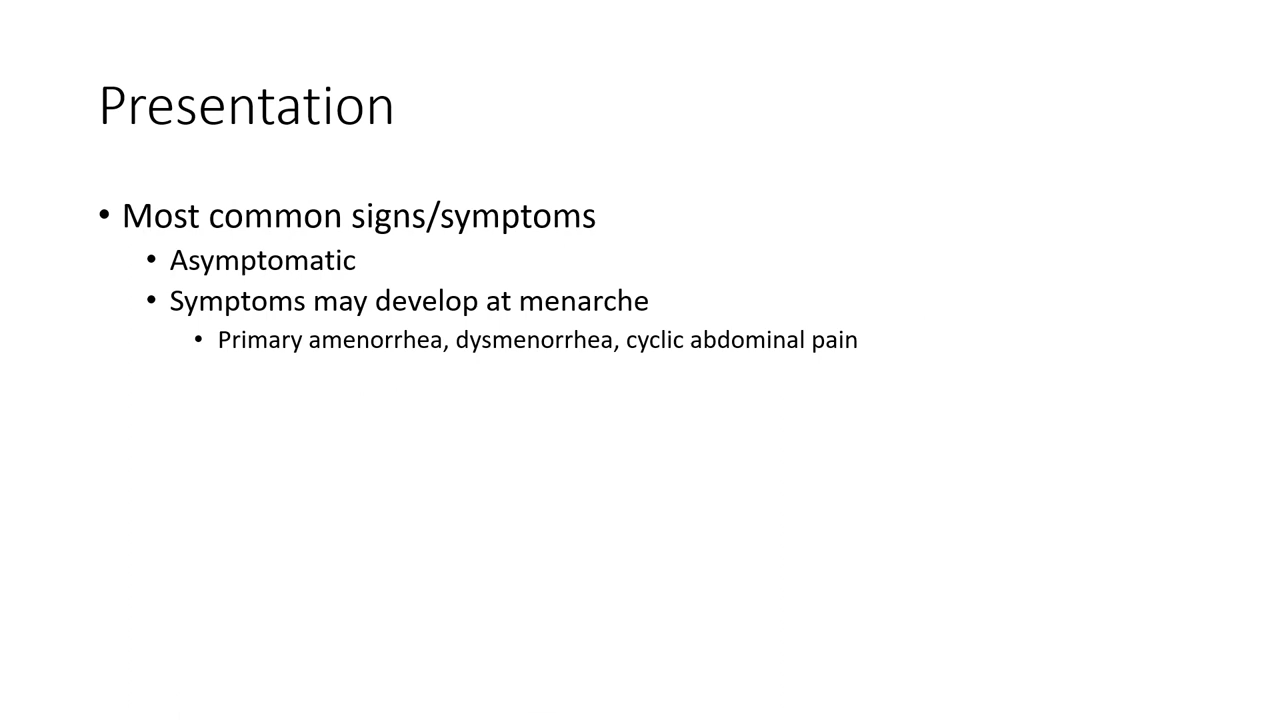 Presentation
• Most common signs/symptoms
• Asymptomatic
• Symptoms may develop at menarche
• Primary amenorrhea, dysmenorrhea, cyclic abdominal pain